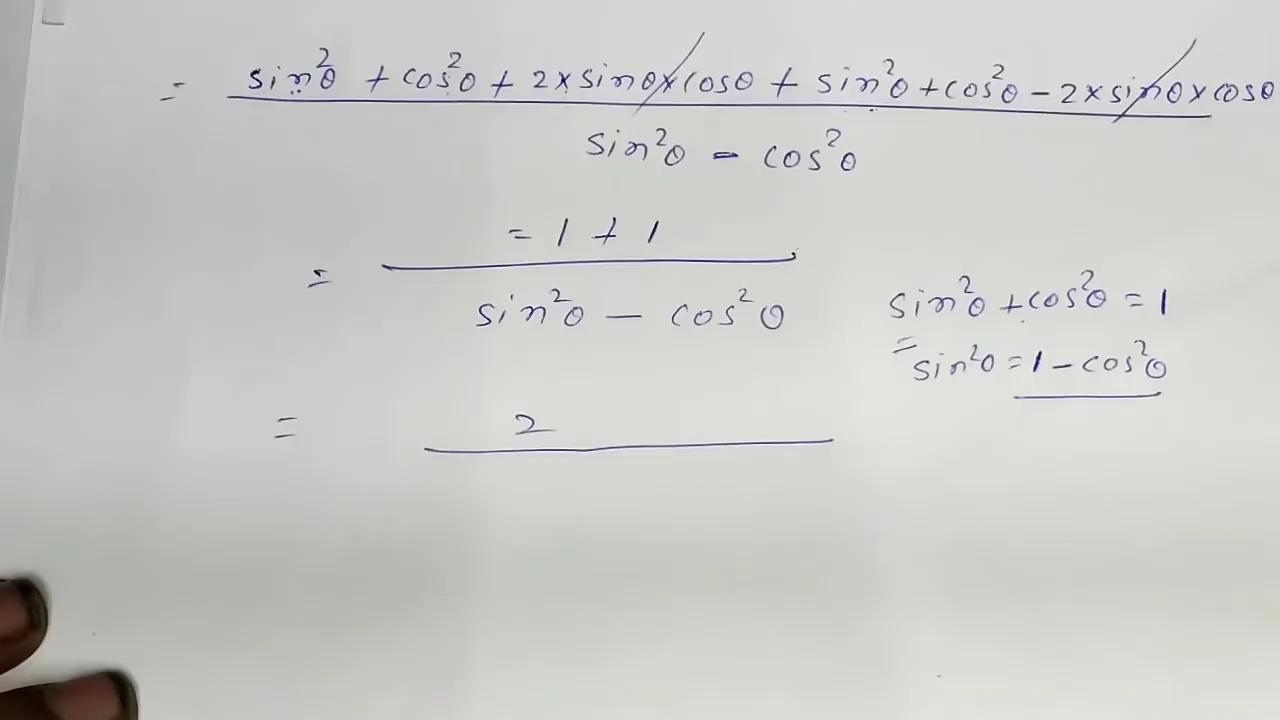 = sin²θ + cos²θ + 2×sinθ×cosθ + sin²θ + cos²θ − 2×sinθ×cosθ
sin²θ − cos²θ
= 1 + 1
=
sin²θ − cos²θ
sin²θ + cos²θ = 1
= sin²θ = 1 − cos²θ
= 2